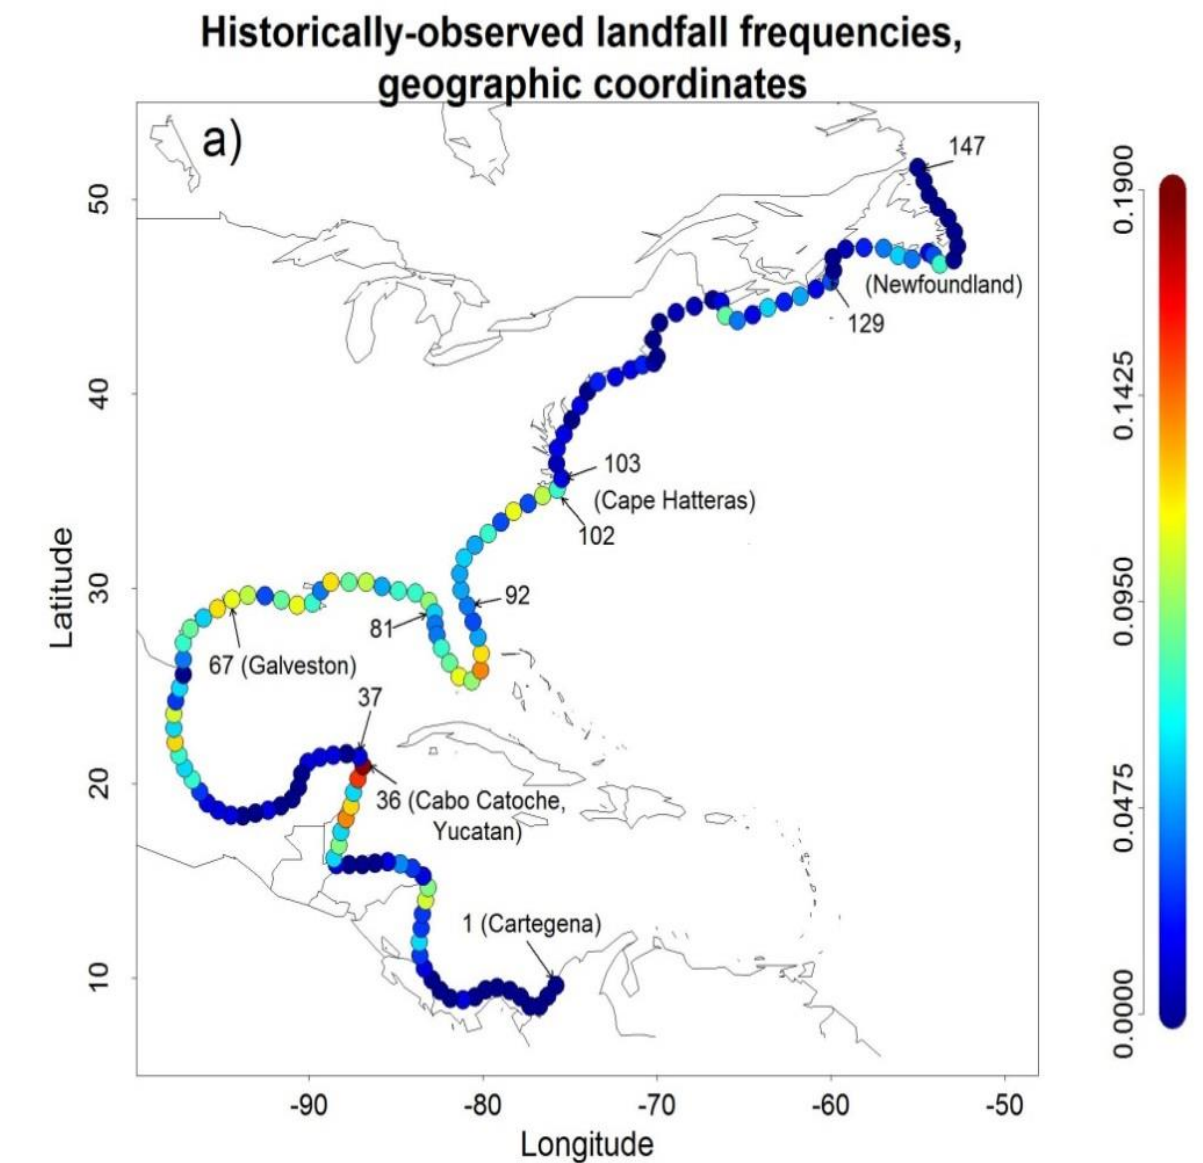 Historically-observed landfall frequencies,
geographic coordinates
a)
147
(Newfoundland)
129
103
(Cape Hatteras)
102
92
81
67 (Galveston)
37
36 (Cabo Catoche,
Yucatan)
1 (Cartegena)
Latitude
50
40
30
20
10
-90
-80
-70
-60
-50
Longitude
0.1900
0.1425
0.0950
0.0475
0.0000